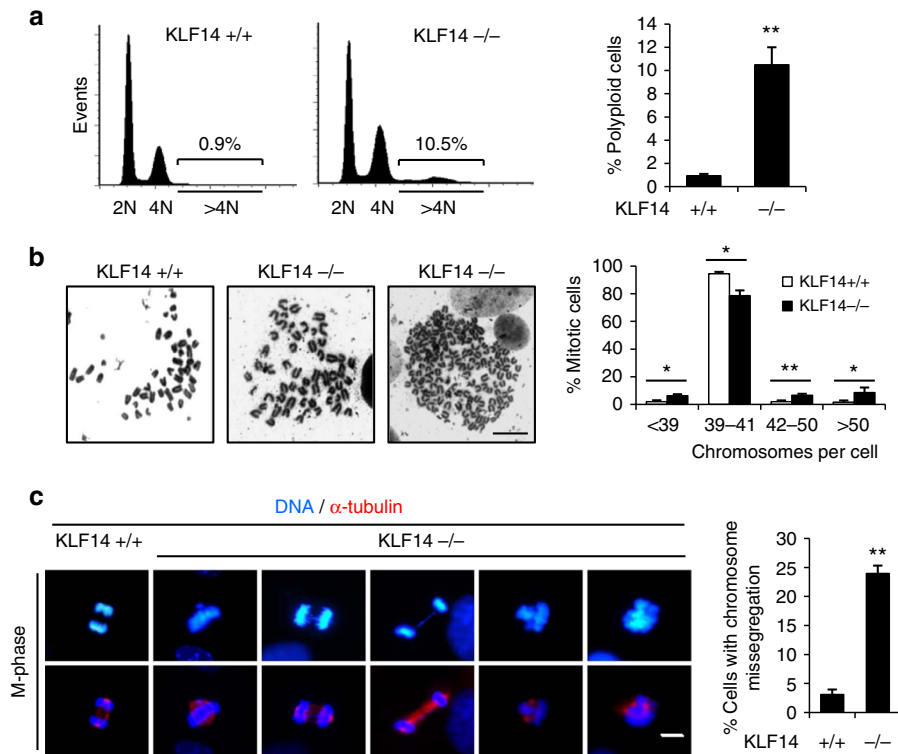 a
KLF14 +/+
KLF14 –/–
Events
0.9%
10.5%
2N 4N >4N
2N 4N >4N
% Polyploid cells
14
12
10
8
6
4
2
0
**
KLF14 +/+ –/–
b
KLF14 +/+
KLF14 –/–
KLF14 –/–
% Mitotic cells
100
80
60
40
20
0
*
*
**
*
KLF14+/+
KLF14–/–
<39 39–41 42–50 >50
Chromosomes per cell
c
DNA / α-tubulin
KLF14 +/+
KLF14 –/–
M-phase
% Cells with chromosome
missegregation
30
25
20
15
10
5
0
**
KLF14 +/+ –/–